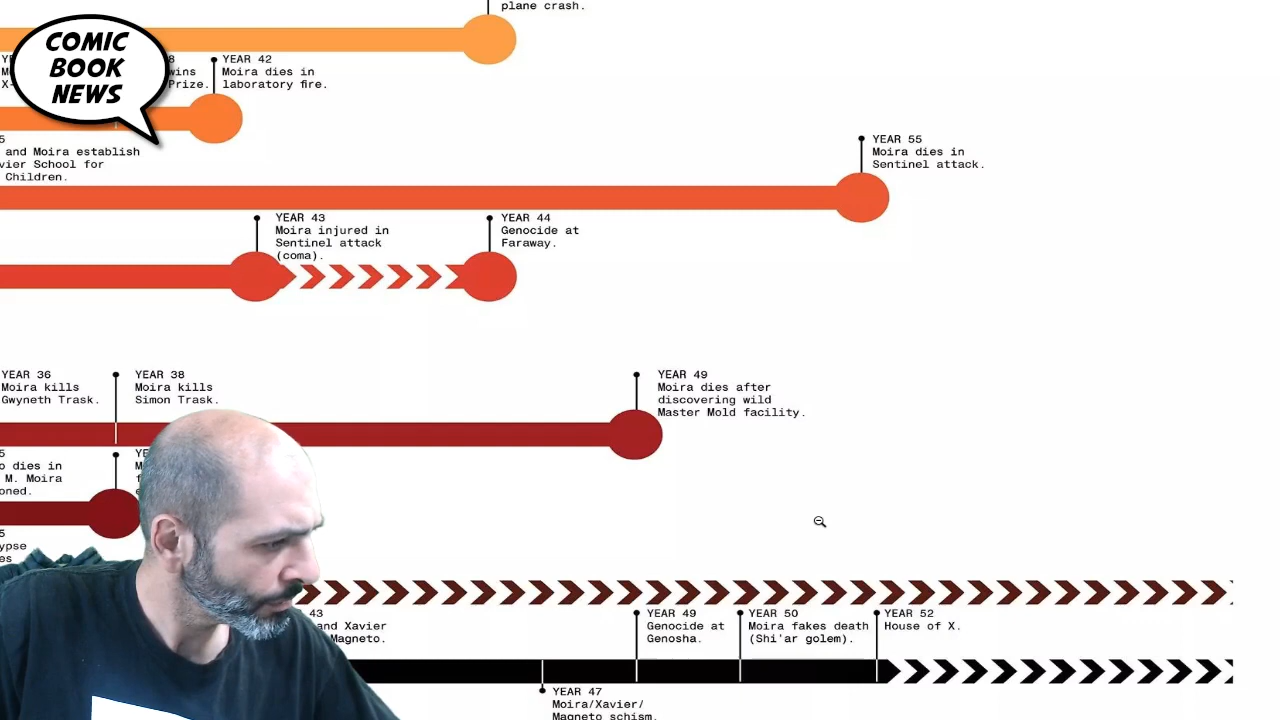 plane crash.
COMIC
BOOK
NEWS
8
wins
Prize.
X-
YEAR 42
Moira dies in
laboratory fire.
5
and Moira establish
vier School for
Children.
YEAR 55
Moira dies in
Sentinel attack.
YEAR 43
Moira injured in
Sentinel attack
(coma).
YEAR 44
Genocide at
Faraway.
YEAR 36
Moira kills
Gwyneth Trask.
YEAR 38
Moira kills
Simon Trask.
YEAR 49
Moira dies after
discovering wild
Master Mold facility.
5
o dies in
M. Moira
oned.
5
ypse
es
43
and Xavier
Magneto.
YEAR 49
Genocide at
Genosha.
YEAR 50
Moira fakes death
(Shi'ar golem).
YEAR 52
House of X.
YEAR 47
Moira/Xavier/
Magneto schism.